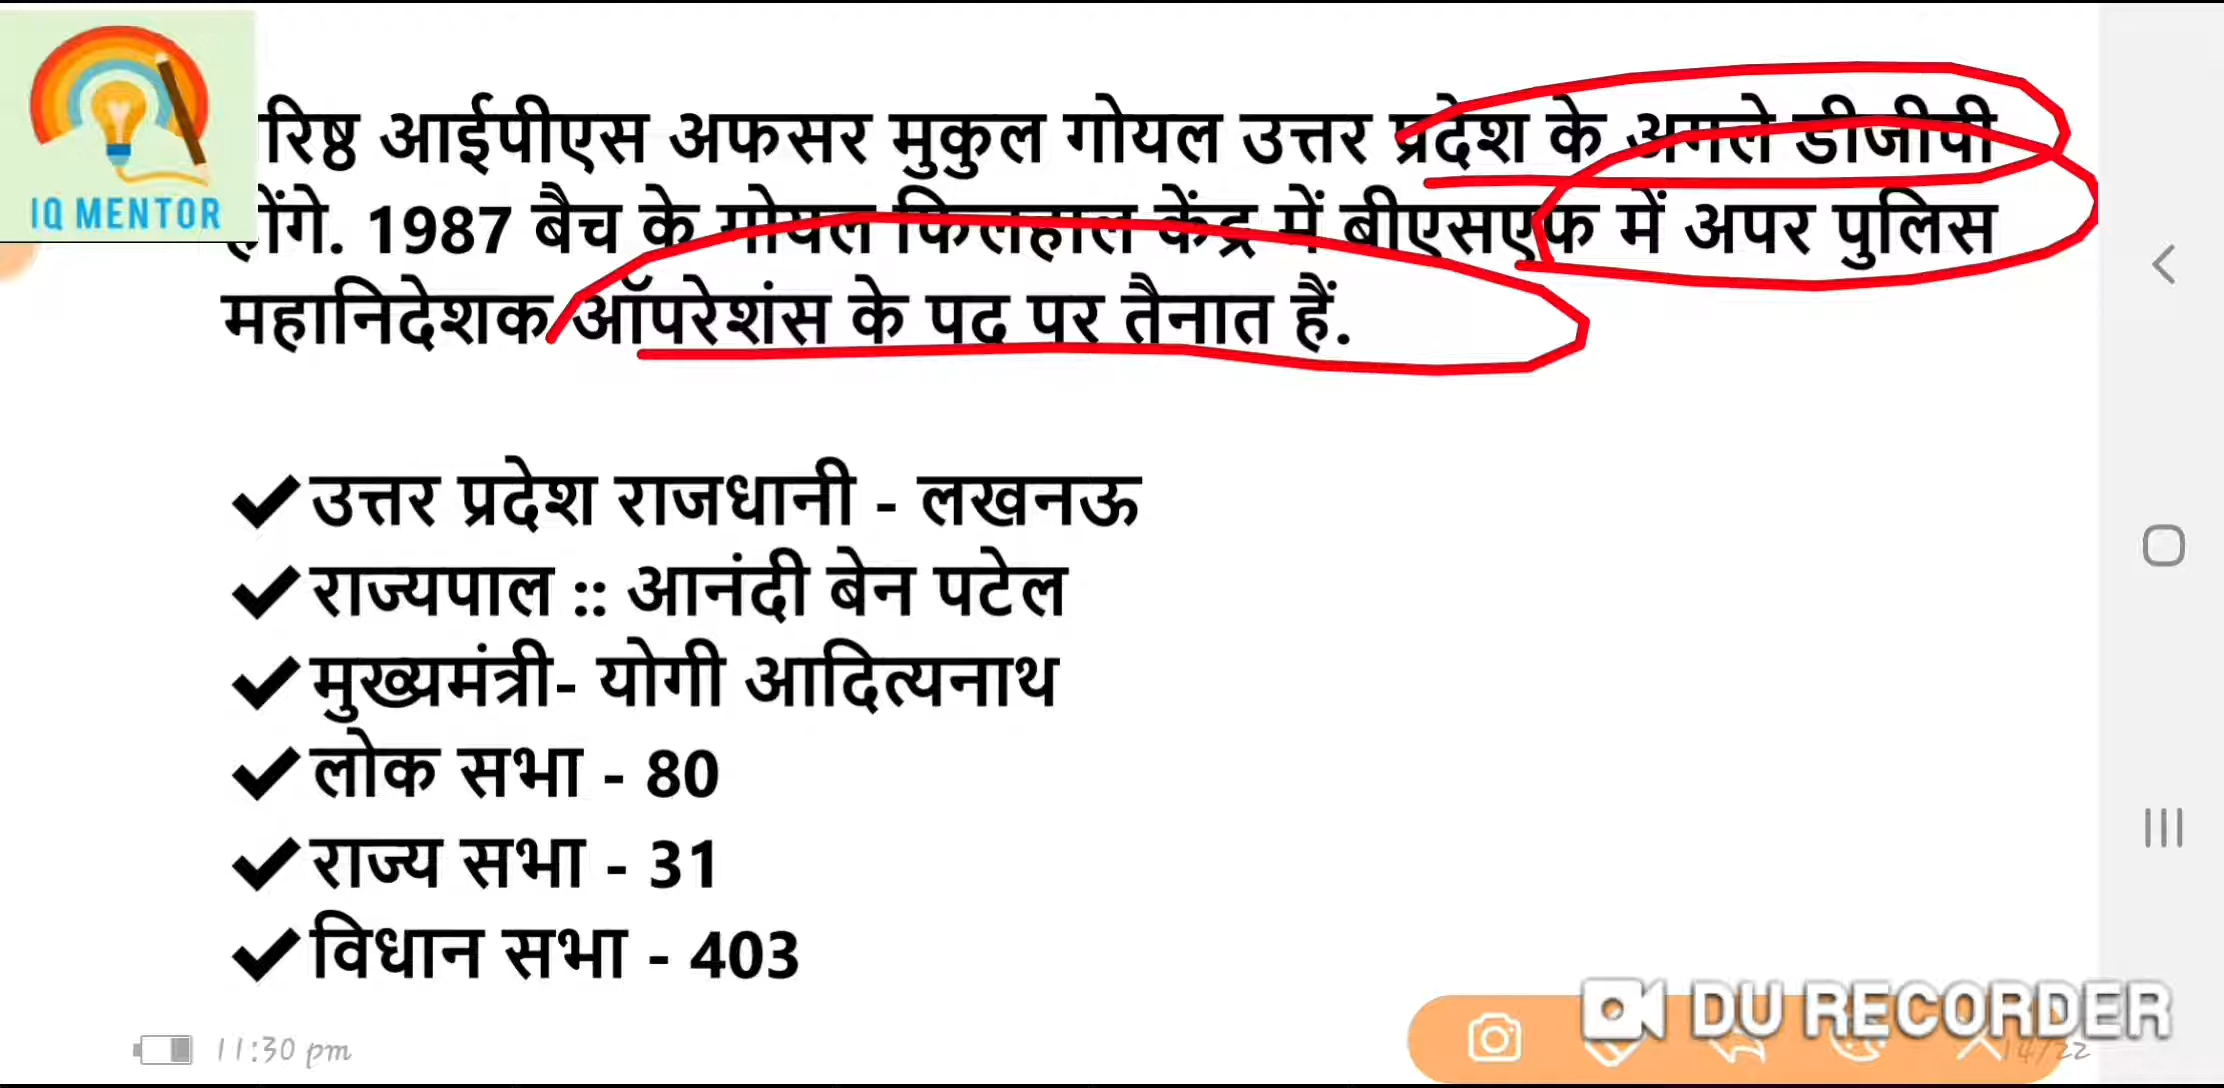 IQ MENTOR
रिष्ठ आईपीएस अफसर मुकुल गोयल उत्तर प्रदेश के अगले डीजीपी
होंगे. 1987 बैच के गोयल फिलहाल केंद्र में बीएसएफ में अपर पुलिस
महानिदेशक ऑपरेशंस के पद पर तैनात हैं.
✔उत्तर प्रदेश राजधानी - लखनऊ
✔राज्यपाल :: आनंदी बेन पटेल
✔मुख्यमंत्री- योगी आदित्यनाथ
✔लोक सभा - 80
✔राज्य सभा - 31
✔विधान सभा - 403
11:30 pm
DU RECORDER
14/22